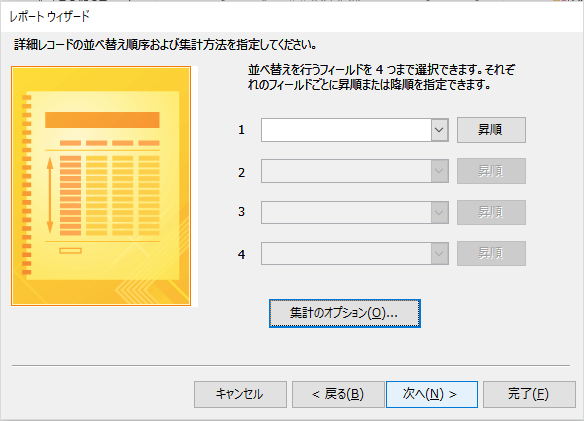 レポート ウィザード
詳細レコードの並べ替え順序および集計方法を指定してください。
並べ替えを行うフィールドを 4 つまで選択できます。それぞ
れのフィールドごとに昇順または降順を指定できます。
1 昇順
2 昇順
3 昇順
4 昇順
集計のオプション(O)...
キャンセル < 戻る(B) 次へ(N) > 完了(F)